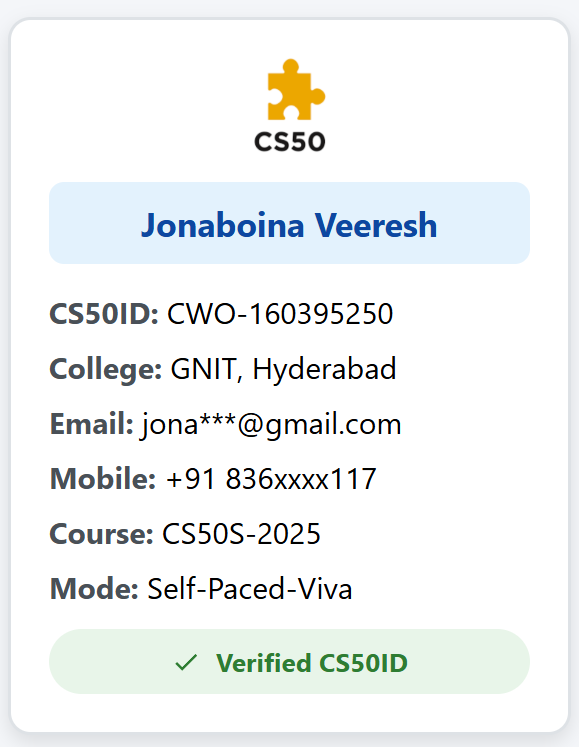 CS50
Jonaboina Veeresh
CS50ID: CWO-160395250
College: GNIT, Hyderabad
Email: jona***@gmail.com
Mobile: +91 836xxxx117
Course: CS50S-2025
Mode: Self-Paced-Viva
✓ Verified CS50ID